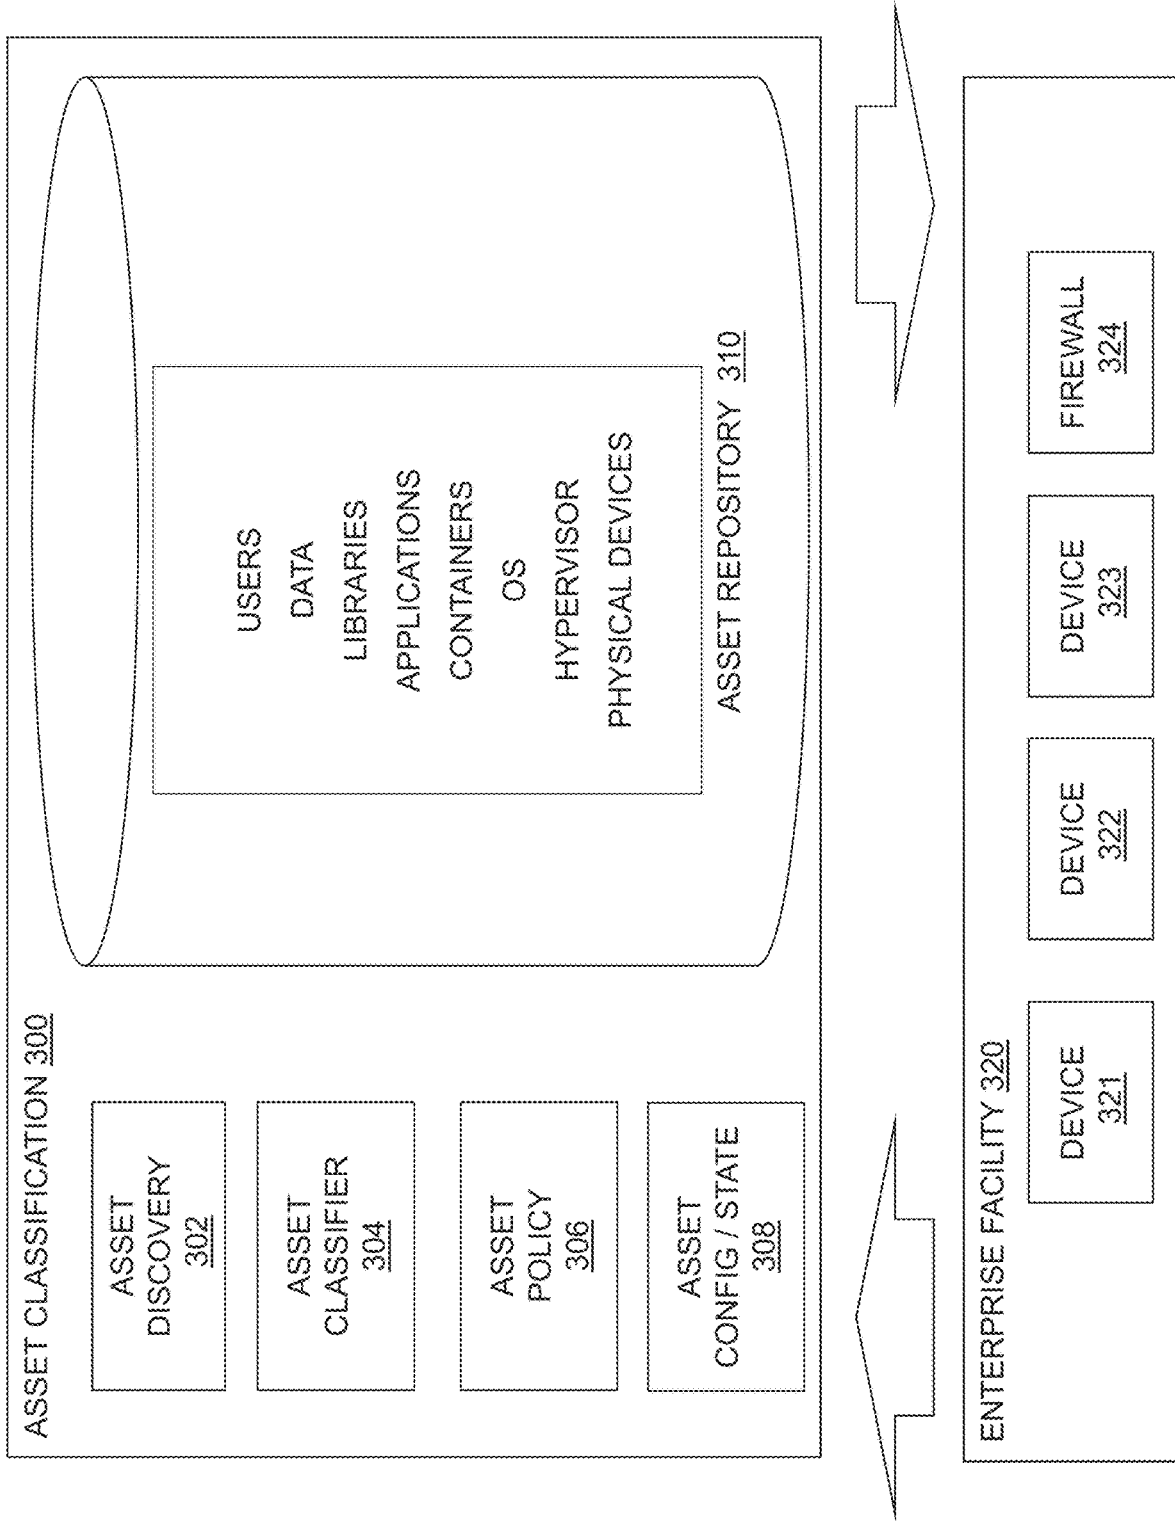 ASSET CLASSIFICATION 300
ASSET
DISCOVERY
302
ASSET
CLASSIFIER
304
ASSET
POLICY
306
ASSET
CONFIG / STATE
308
USERS
DATA
LIBRARIES
APPLICATIONS
CONTAINERS
OS
HYPERVISOR
PHYSICAL DEVICES
ASSET REPOSITORY 310
ENTERPRISE FACILITY 320
DEVICE
321
DEVICE
322
DEVICE
323
FIREWALL
324